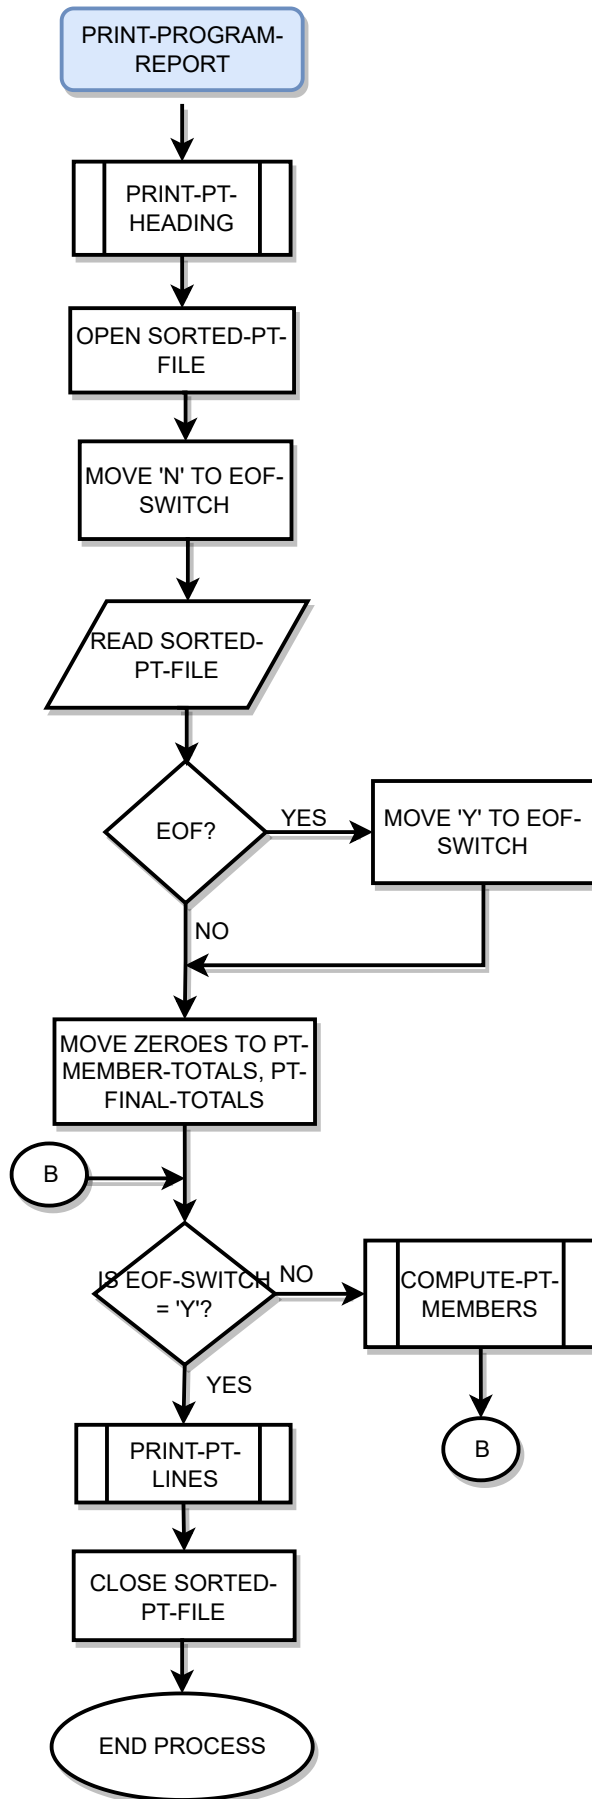 PRINT-PROGRAM-
REPORT
PRINT-PT-
HEADING
OPEN SORTED-PT-
FILE
MOVE 'N' TO EOF-
SWITCH
READ SORTED-
PT-FILE
EOF?
YES
MOVE 'Y' TO EOF-
SWITCH
NO
MOVE ZEROES TO PT-
MEMBER-TOTALS, PT-
FINAL-TOTALS
B
IS EOF-SWITCH
= 'Y'?
NO
COMPUTE-PT-
MEMBERS
YES
B
PRINT-PT-
LINES
CLOSE SORTED-
PT-FILE
END PROCESS